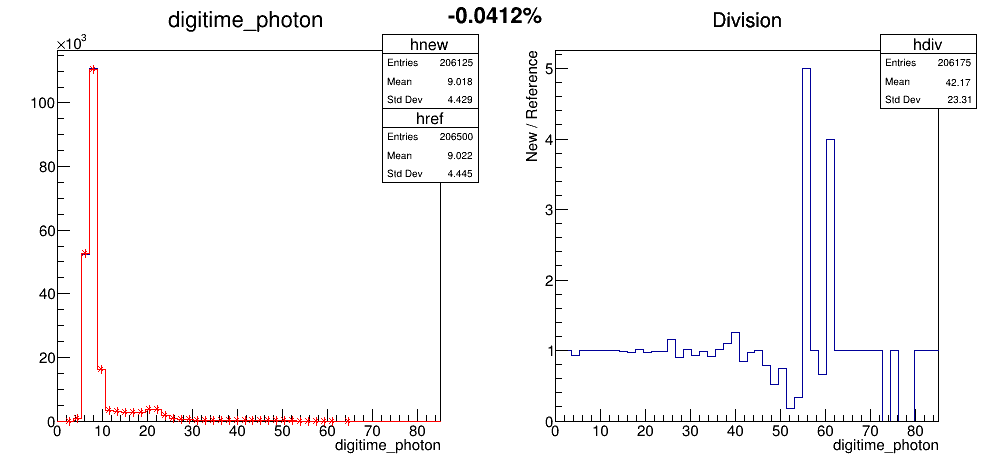 digitime_photon
-0.0412%
Division
×10³
hnew
Entries 206125
Mean 9.018
Std Dev 4.429
href
Entries 206500
Mean 9.022
Std Dev 4.445
100
80
60
40
20
0
0 10 20 30 40 50 60 70 80
digitime_photon
hdiv
Entries 206175
Mean 42.17
Std Dev 23.31
New / Reference
5
4
3
2
1
0
0 10 20 30 40 50 60 70 80
digitime_photon